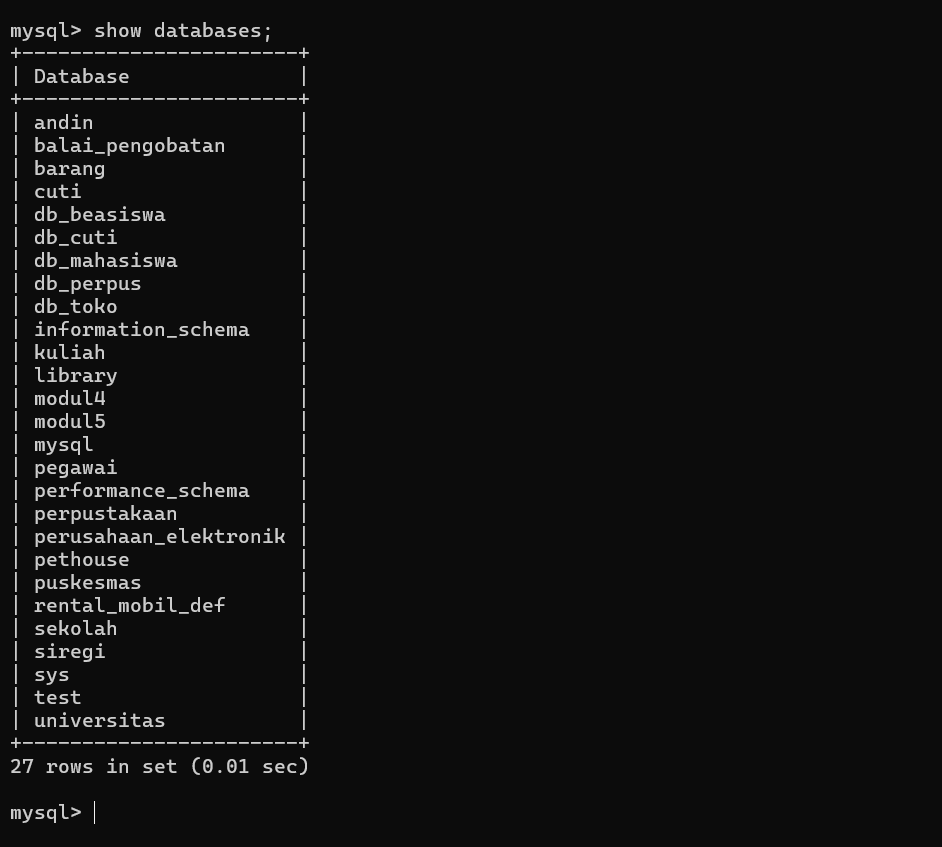 mysql> show databases;
+-----------------------+
| Database              |
+-----------------------+
| andin                 |
| balai_pengobatan      |
| barang                |
| cuti                  |
| db_beasiswa           |
| db_cuti               |
| db_mahasiswa          |
| db_perpus             |
| db_toko               |
| information_schema    |
| kuliah                |
| library               |
| modul4                |
| modul5                |
| mysql                 |
| pegawai               |
| performance_schema    |
| perpustakaan          |
| perusahaan_elektronik |
| pethouse              |
| puskesmas             |
| rental_mobil_def      |
| sekolah               |
| siregi                |
| sys                   |
| test                  |
| universitas           |
+-----------------------+
27 rows in set (0.01 sec)
mysql>